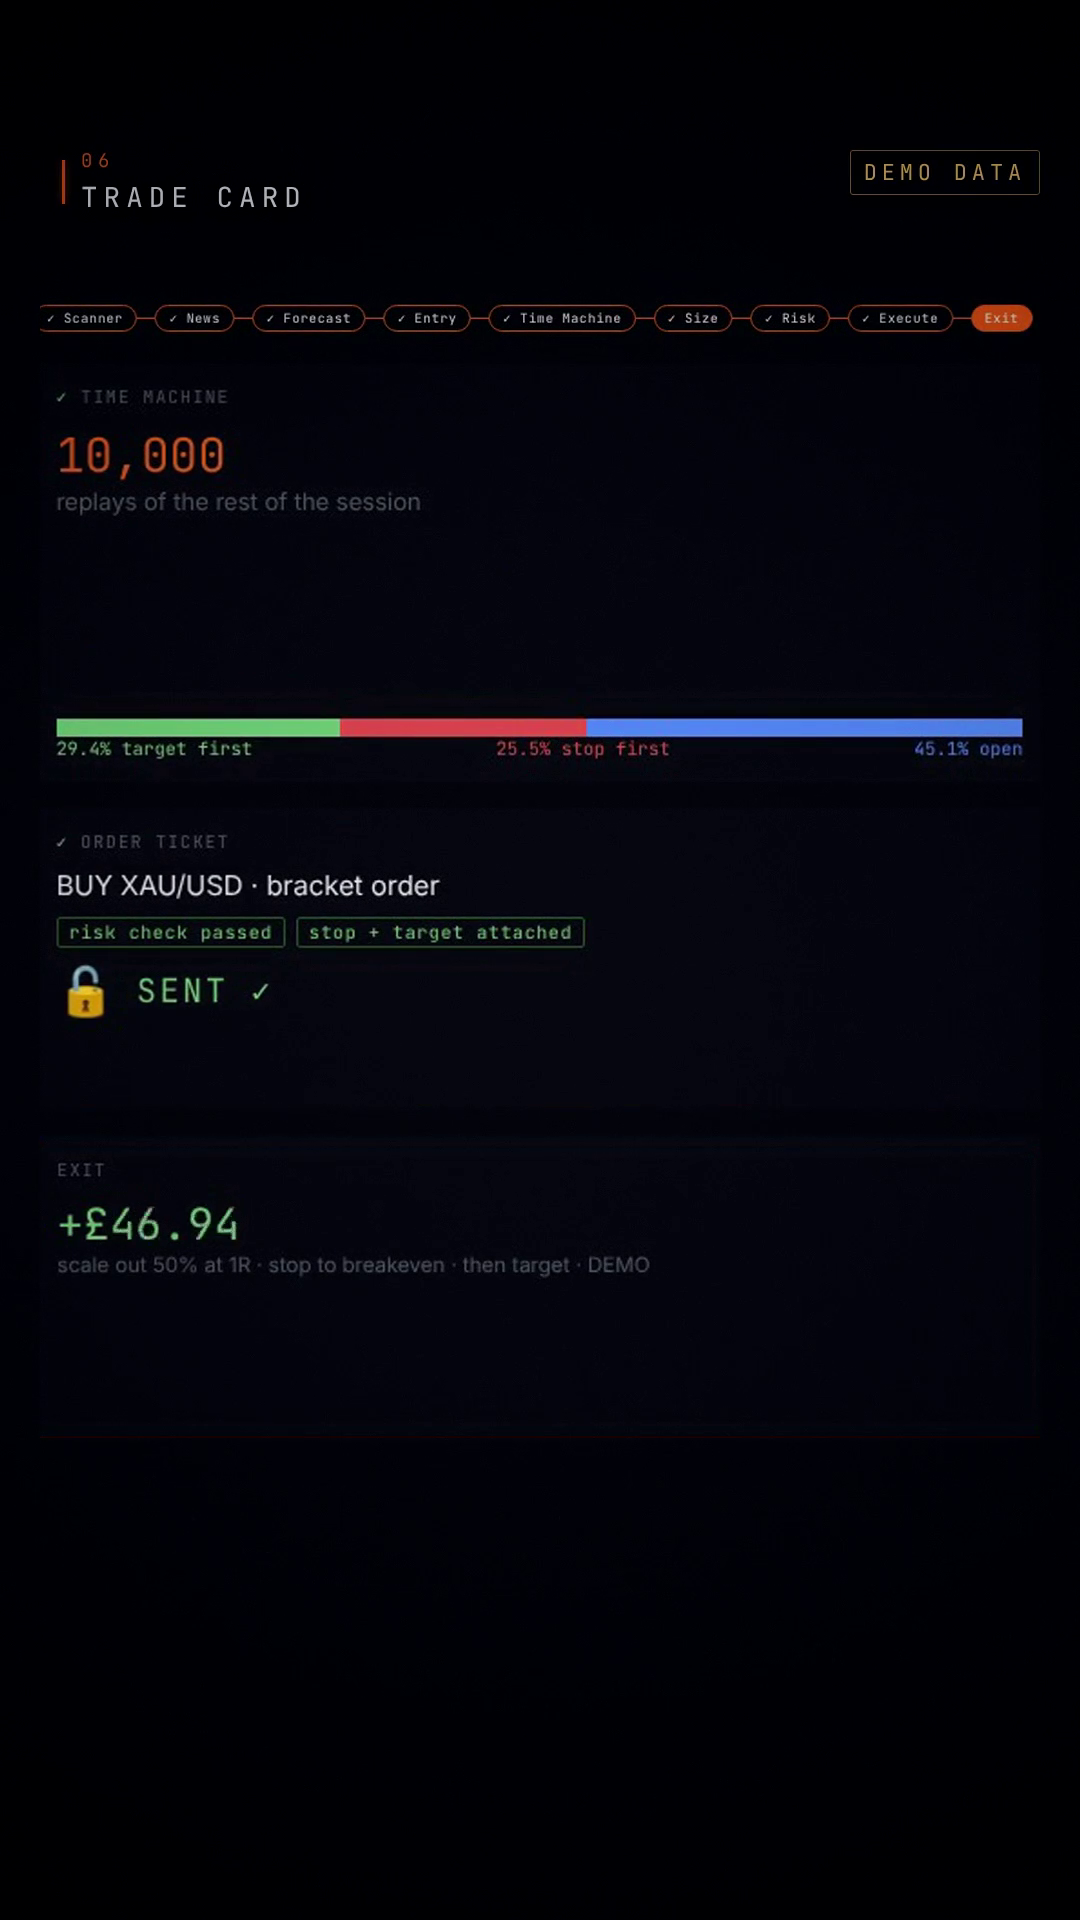 06
TRADE CARD
DEMO DATA
✓ Scanner ✓ News ✓ Forecast ✓ Entry ✓ Time Machine ✓ Size ✓ Risk ✓ Execute Exit
✓ TIME MACHINE
10,000
replays of the rest of the session
29.4% target first 25.5% stop first 45.1% open
✓ ORDER TICKET
BUY XAU/USD · bracket order
risk check passed stop + target attached
🔓 SENT ✓
EXIT
+£46.94
scale out 50% at 1R · stop to breakeven · then target · DEMO